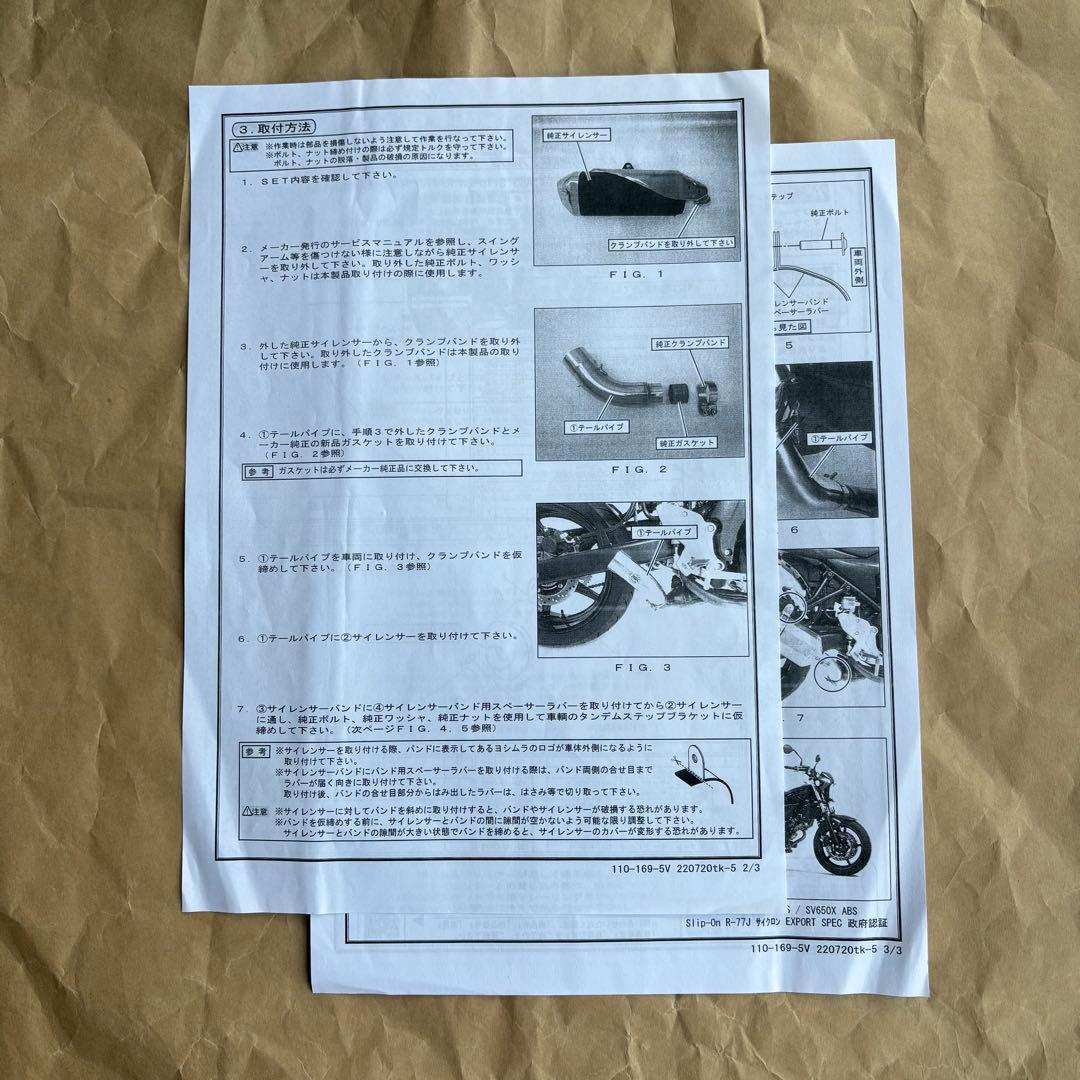 3．取付方法
⚠注意 ※作業時は部品を損傷しないよう注意して作業を行なって下さい。
※ボルト、ナット締め付けの際は必ず規定トルクを守って下さい。
ボルト、ナットの脱落・製品の破損の原因になります。
1．SET内容を確認して下さい。
純正サイレンサー
クランプバンドを取り外して下さい
FIG. 1
2．メーカー発行のサービスマニュアルを参照し、スイング
アーム等を傷つけない様に注意しながら純正サイレンサ
ーを取り外して下さい。取り外した純正ボルト、ワッシ
ャ、ナットは本製品取り付けの際に使用します。
3．外した純正サイレンサーから、クランプバンドを取り外
して下さい。取り外したクランプバンドは本製品の取り
付けに使用します。（FIG. 1参照）
純正クランプバンド
①テールパイプ
純正ガスケット
FIG. 2
4．①テールパイプに、手順3で外したクランプバンドとメ
ーカー純正の新品ガスケットを取り付けて下さい。
（FIG. 2参照）
参考 ガスケットは必ずメーカー純正品に交換して下さい。
①テールパイプ
FIG. 3
5．①テールパイプを車両に取り付け、クランプバンドを仮
締めして下さい。（FIG. 3参照）
6．①テールパイプに②サイレンサーを取り付けて下さい。
7．③サイレンサーバンドに④サイレンサーバンド用スペーサーラバーを取り付けてから②サイレンサー
に通し、純正ボルト、純正ワッシャ、純正ナットを使用して車輌のタンデムステップブラケットに仮
締めして下さい。（次ページFIG. 4. 5参照）
参考 ※サイレンサーを取り付ける際、バンドに表示してあるヨシムラのロゴが車体外側になるように
取り付けて下さい。
※サイレンサーバンドにバンド用スペーサーラバーを取り付ける際は、バンド両側の合せ目まで
ラバーが届く向きに取り付けて下さい。
取り付け後、バンドの合せ目部分からはみ出したラバーは、はさみ等で切り取って下さい。
⚠注意 ※サイレンサーに対してバンドを斜めに取り付けすると、バンドやサイレンサーが破損する恐れがあります。
※バンドを仮締めする前に、サイレンサーとバンドの間に隙間が空かないよう可能な限り調整して下さい。
サイレンサーとバンドの隙間が大きい状態でバンドを締めると、サイレンサーのカバーが変形する恐れがあります。
110-169-5V 220720tk-5 2/3
テップ
純正ボルト
車両外側
レンサーバンド
ペーサーラバー
ら見た図
5
①テールパイプ
6
7
S / SV650X ABS
Slip-On R-77J サイクロン EXPORT SPEC 政府認証
110-169-5V 220720tk-5 3/3